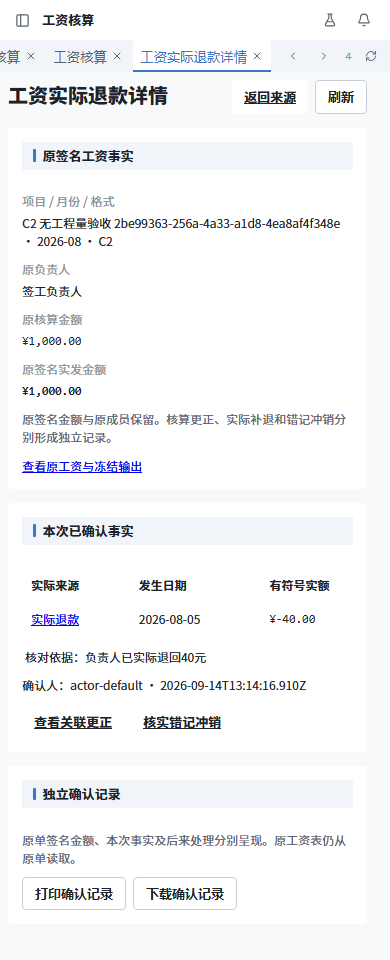 工资核算
核算
工资核算
工资实际退款详情
4
工资实际退款详情
返回来源
刷新
原签名工资事实
项目 / 月份 / 格式
C2 无工程量验收 2be99363-256a-4a33-a1d8-4ea8af4f348e
· 2026-08 · C2
原负责人
签工负责人
原核算金额
¥1,000.00
原签名实发金额
¥1,000.00
原签名金额与原成员保留。核算更正、实际补退和错记冲销分
别形成独立记录。
查看原工资与冻结输出
本次已确认事实
实际来源 发生日期 有符号实额
实际退款 2026-08-05 ¥-40.00
核对依据：负责人已实际退回40元
确认人：actor-default · 2026-09-14T13:14:16.910Z
查看关联更正 核实错记冲销
独立确认记录
原单签名金额、本次事实及后来处理分别呈现。原工资表仍从
原单读取。
打印确认记录 下载确认记录